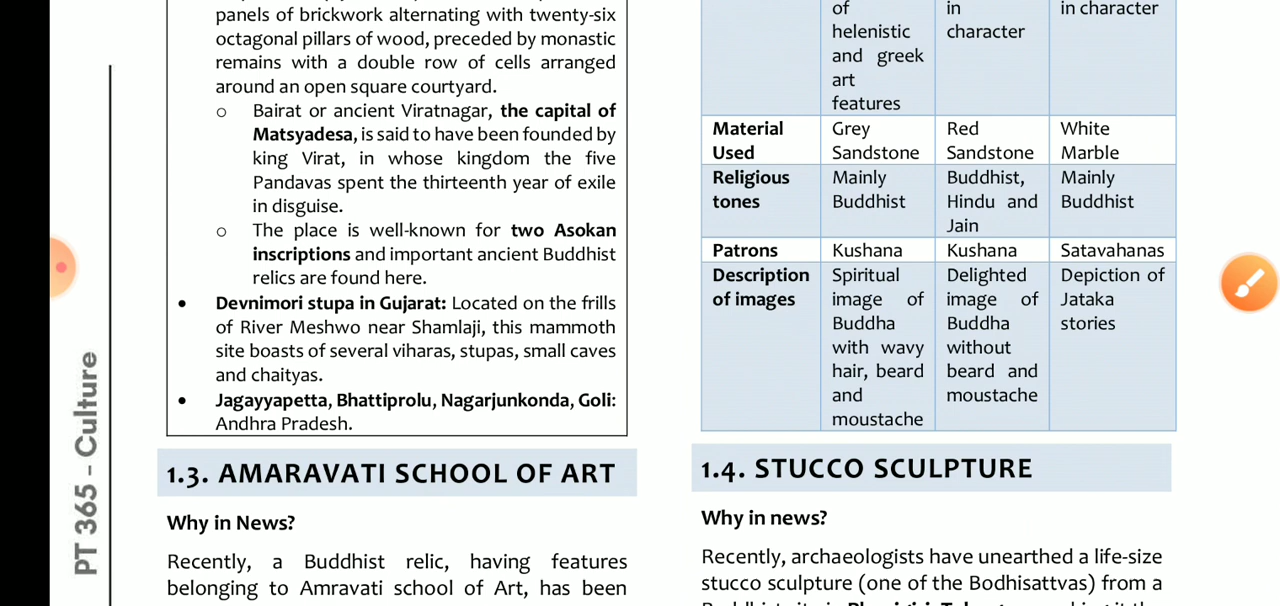 panels of brickwork alternating with twenty-six
octagonal pillars of wood, preceded by monastic
remains with a double row of cells arranged
around an open square courtyard.
o Bairat or ancient Viratnagar, the capital of
Matsyadesa, is said to have been founded by
king Virat, in whose kingdom the five
Pandavas spent the thirteenth year of exile
in disguise.
o The place is well-known for two Asokan
inscriptions and important ancient Buddhist
relics are found here.
• Devnimori stupa in Gujarat: Located on the frills
of River Meshwo near Shamlaji, this mammoth
site boasts of several viharas, stupas, small caves
and chaityas.
• Jagayyapetta, Bhattiprolu, Nagarjunkonda, Goli:
Andhra Pradesh.
1.3. AMARAVATI SCHOOL OF ART
Why in News?
Recently, a Buddhist relic, having features
belonging to Amravati school of Art, has been
PT 365 - Culture
of
helenistic
and greek
art
features
in
character
in character
Material
Used
Grey
Sandstone
Red
Sandstone
White
Marble
Religious
tones
Mainly
Buddhist
Buddhist,
Hindu and
Jain
Mainly
Buddhist
Patrons
Kushana
Kushana
Satavahanas
Description
of images
Spiritual
image of
Buddha
with wavy
hair, beard
and
moustache
Delighted
image of
Buddha
without
beard and
moustache
Depiction of
Jataka
stories
1.4. STUCCO SCULPTURE
Why in news?
Recently, archaeologists have unearthed a life-size
stucco sculpture (one of the Bodhisattvas) from a